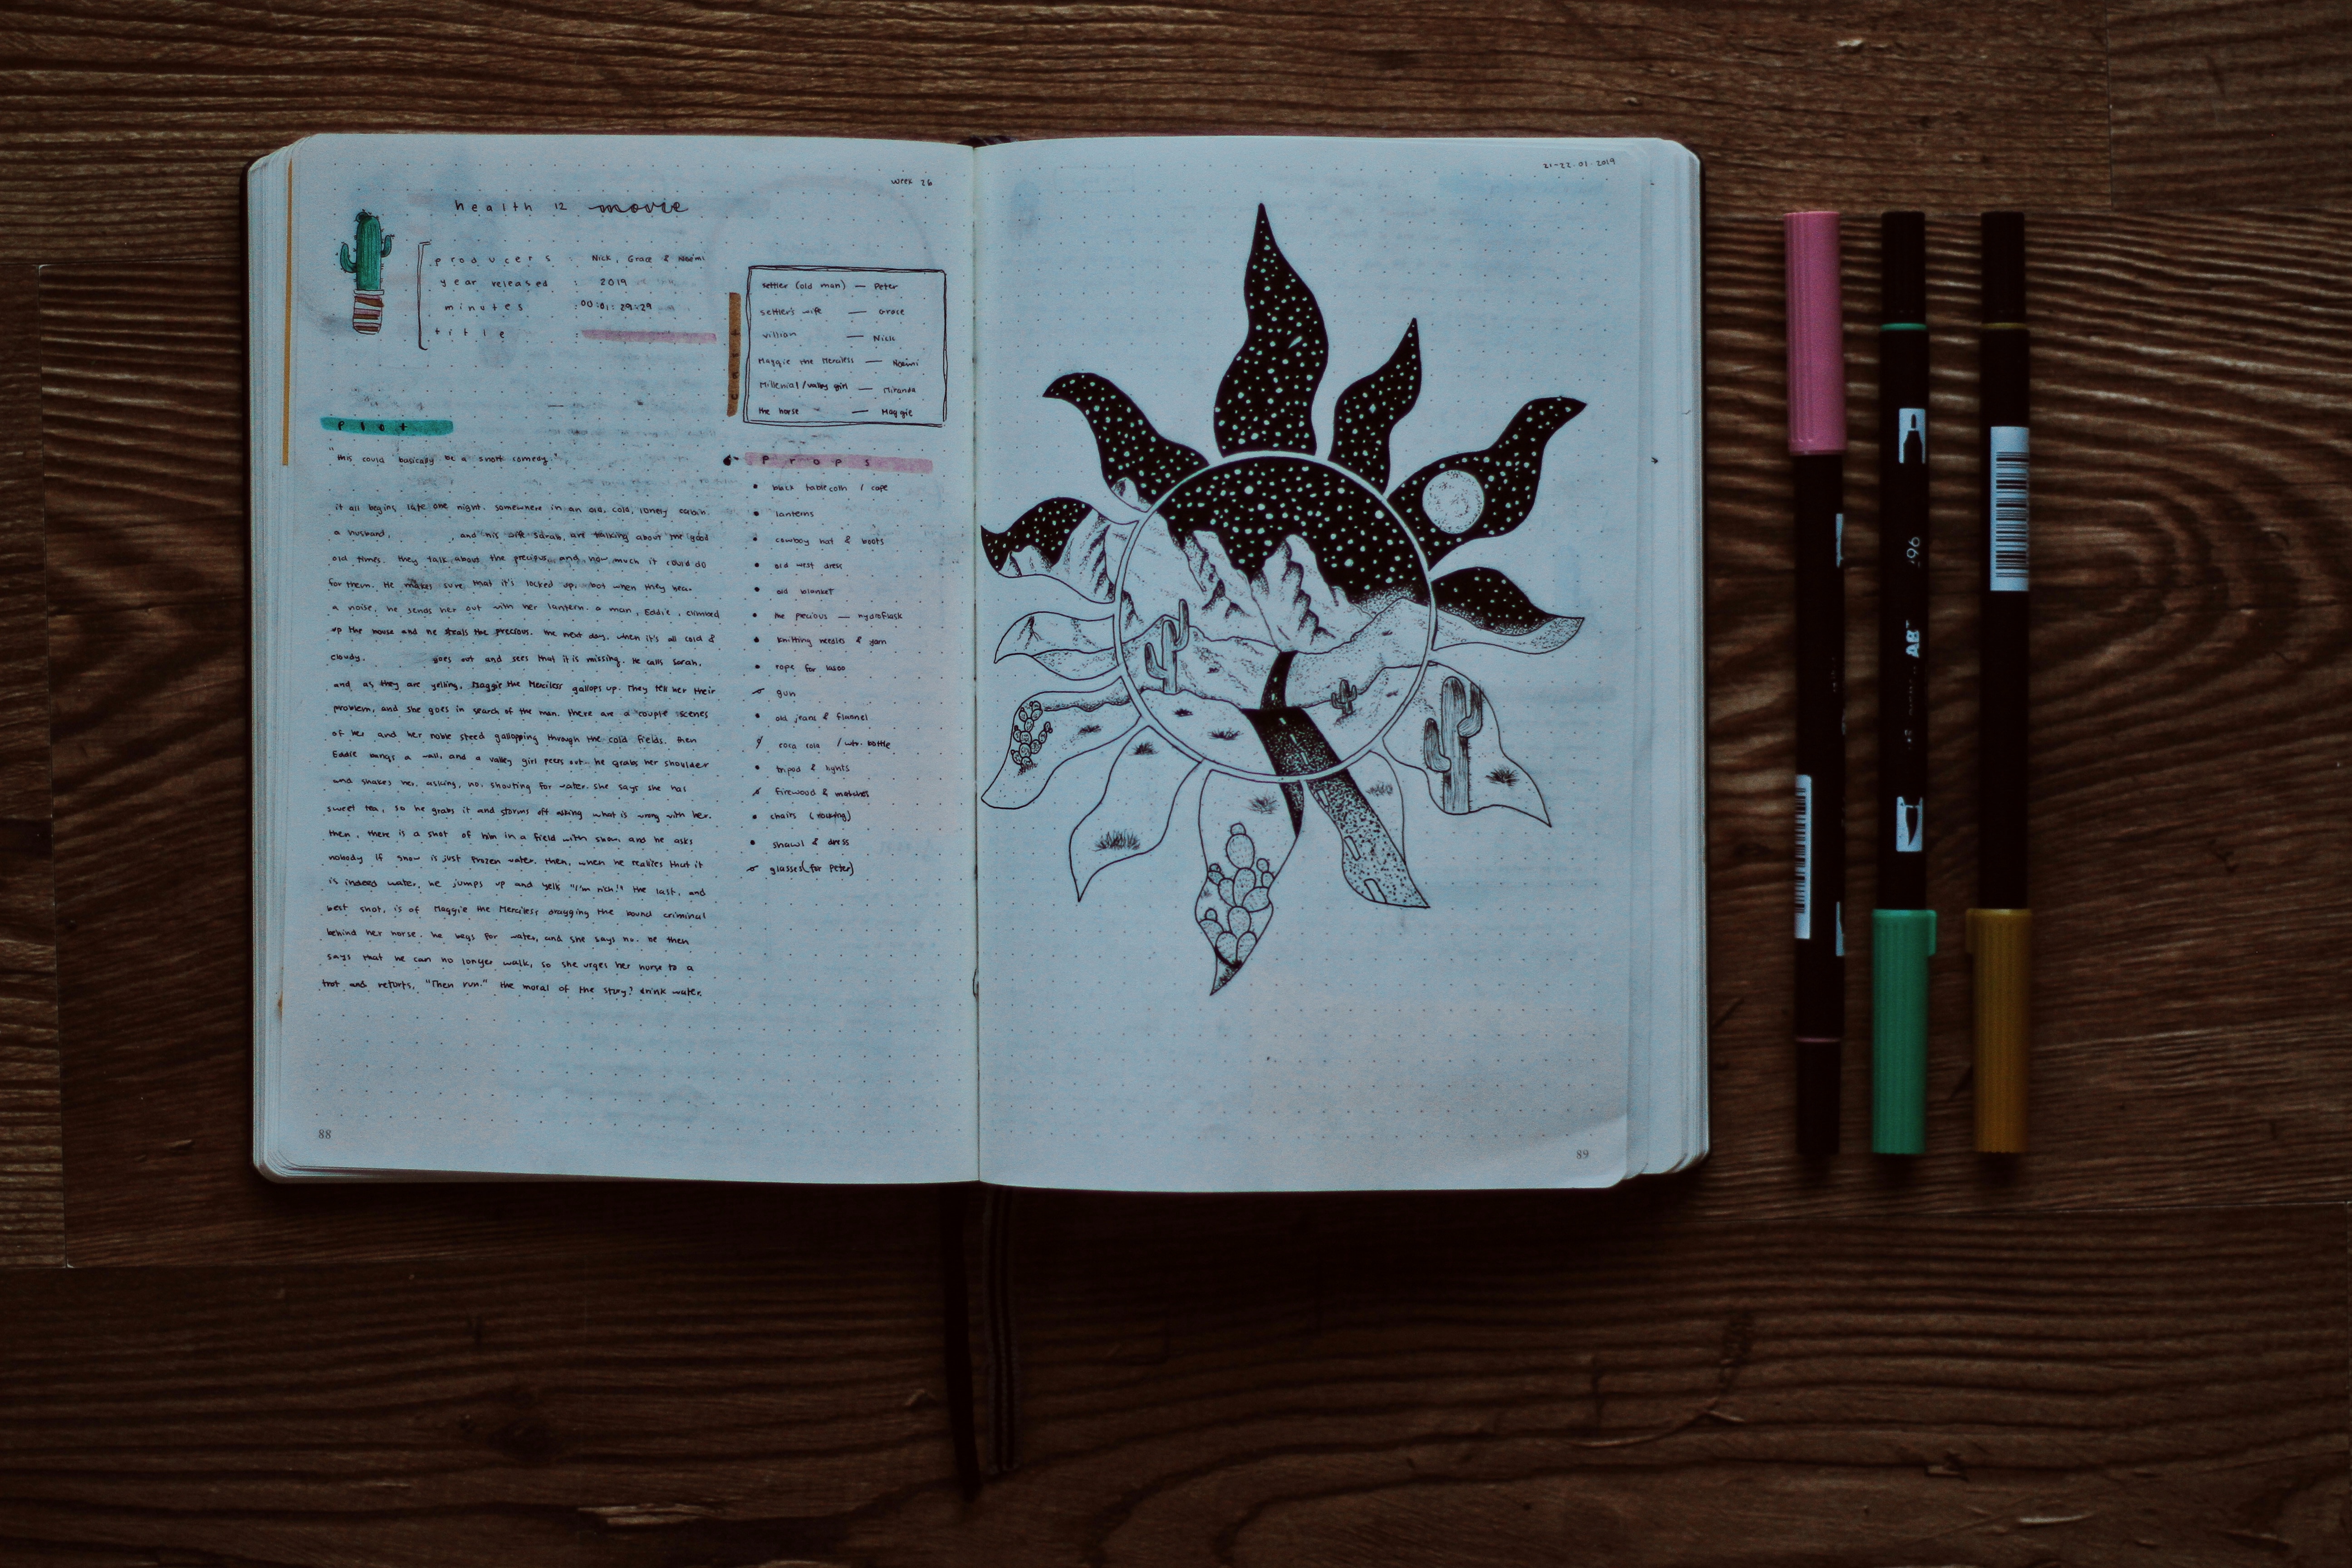 week 26
health 12 movie
producers : Nick, Grace & Noémi
year released : 2019
minutes : 00:01:29:29
title :
cast
settler (old man) — Peter
settler's wife — Grace
villian — Nick
Maggie the Merciless — Noémi
Millenial/valley girl — Miranda
the horse — Maggie
plot
"this could basically be a short comedy."
it all begins late one night. somewhere in an old, cold, lonely cabin.
a husband, and his wife Sarah, are talking about the good
old times. they talk about the precious, and how much it could do
for them. He makes sure that it's locked up, but when they hear
a noise, he sends her out with her lantern. a man, Eddie, climbed
up the house and he steals the precious. the next day, when it's all cold &
cloudy, goes out and sees that it is missing. He calls Sarah,
and as they are yelling, Maggie the Merciless gallops up. They tell her their
problem, and she goes in search of the man. there are a couple scenes
of her and her noble steed galloping through the cold fields. then
Eddie bangs a wall, and a valley girl peers out. he grabs her shoulder
and shakes her, asking, no, shouting for water. she says she has
sweet tea, so he grabs it and storms off asking what is wrong with her.
then, there is a shot of him in a field with snow, and he asks
nobody if snow is just frozen water. then, when he realizes that it
is indeed water, he jumps up and yells "I'm rich!" the last, and
best shot, is of Maggie the Merciless dragging the bound criminal
behind her horse. he begs for water, and she says no. he then
says that he can no longer walk, so she urges her horse to a
trot and retorts, "Then run." the moral of the story? drink water.
props
black tablecloth / cape
lanterns
cowboy hat & boots
old west dress
old blanket
the precious — hydroflask
knitting needles & yarn
rope for lasso
gun
old jeans & flannel
coca cola / wtr. bottle
tripod & lights
firewood & matches
chairs (rocking)
shawl & dress
glasses (for Peter)
88
21-22.01.2019
89
196
AB